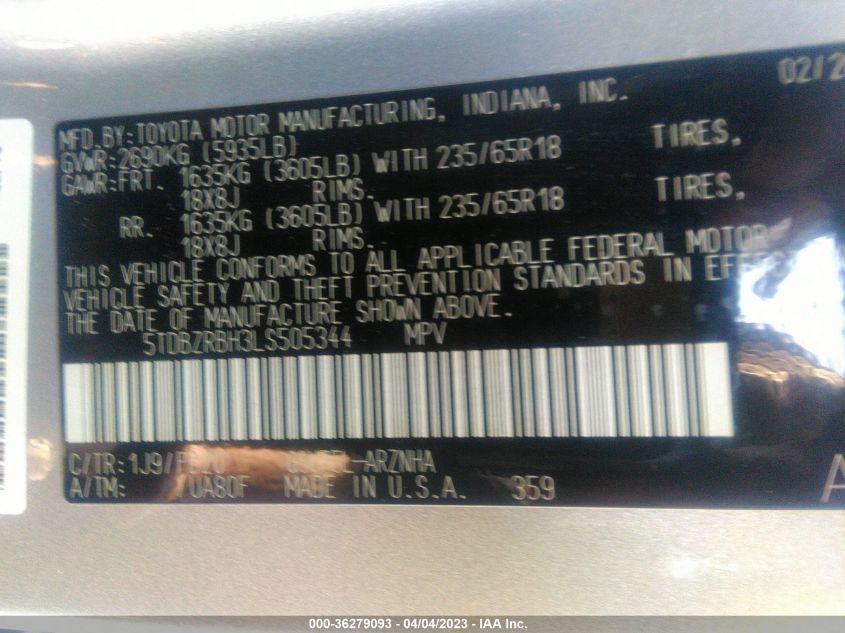 02/2
MFD.BY:TOYOTA MOTOR MANUFACTURING, INDIANA, INC.
GVWR:2690KG (5935LB)
GAWR:FRT. 1635KG (3605LB) WITH 235/65R18 TIRES,
18X8J RIMS.
RR. 1635KG (3605LB) WITH 235/65R18 TIRES,
18X8J RIMS.
THIS VEHICLE CONFORMS TO ALL APPLICABLE FEDERAL MOTOR
VEHICLE SAFETY AND THEFT PREVENTION STANDARDS IN EFFECT
THE DATE OF MANUFACTURE SHOWN ABOVE.
5TDBZRBH3LS505344 MPV
C/TR:1J9/ -ARZNHA
A/TM: /UA80F MADE IN U.S.A. 359
A
000-36279093 - 04/04/2023 - IAA Inc.